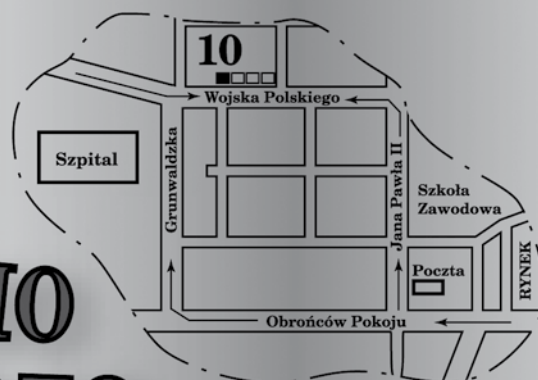 10
Wojska Polskiego
Szpital
Grunwaldzka
Jana Pawła II
Szkoła
Zawodowa
Poczta
RYNEK
Obrońców Pokoju